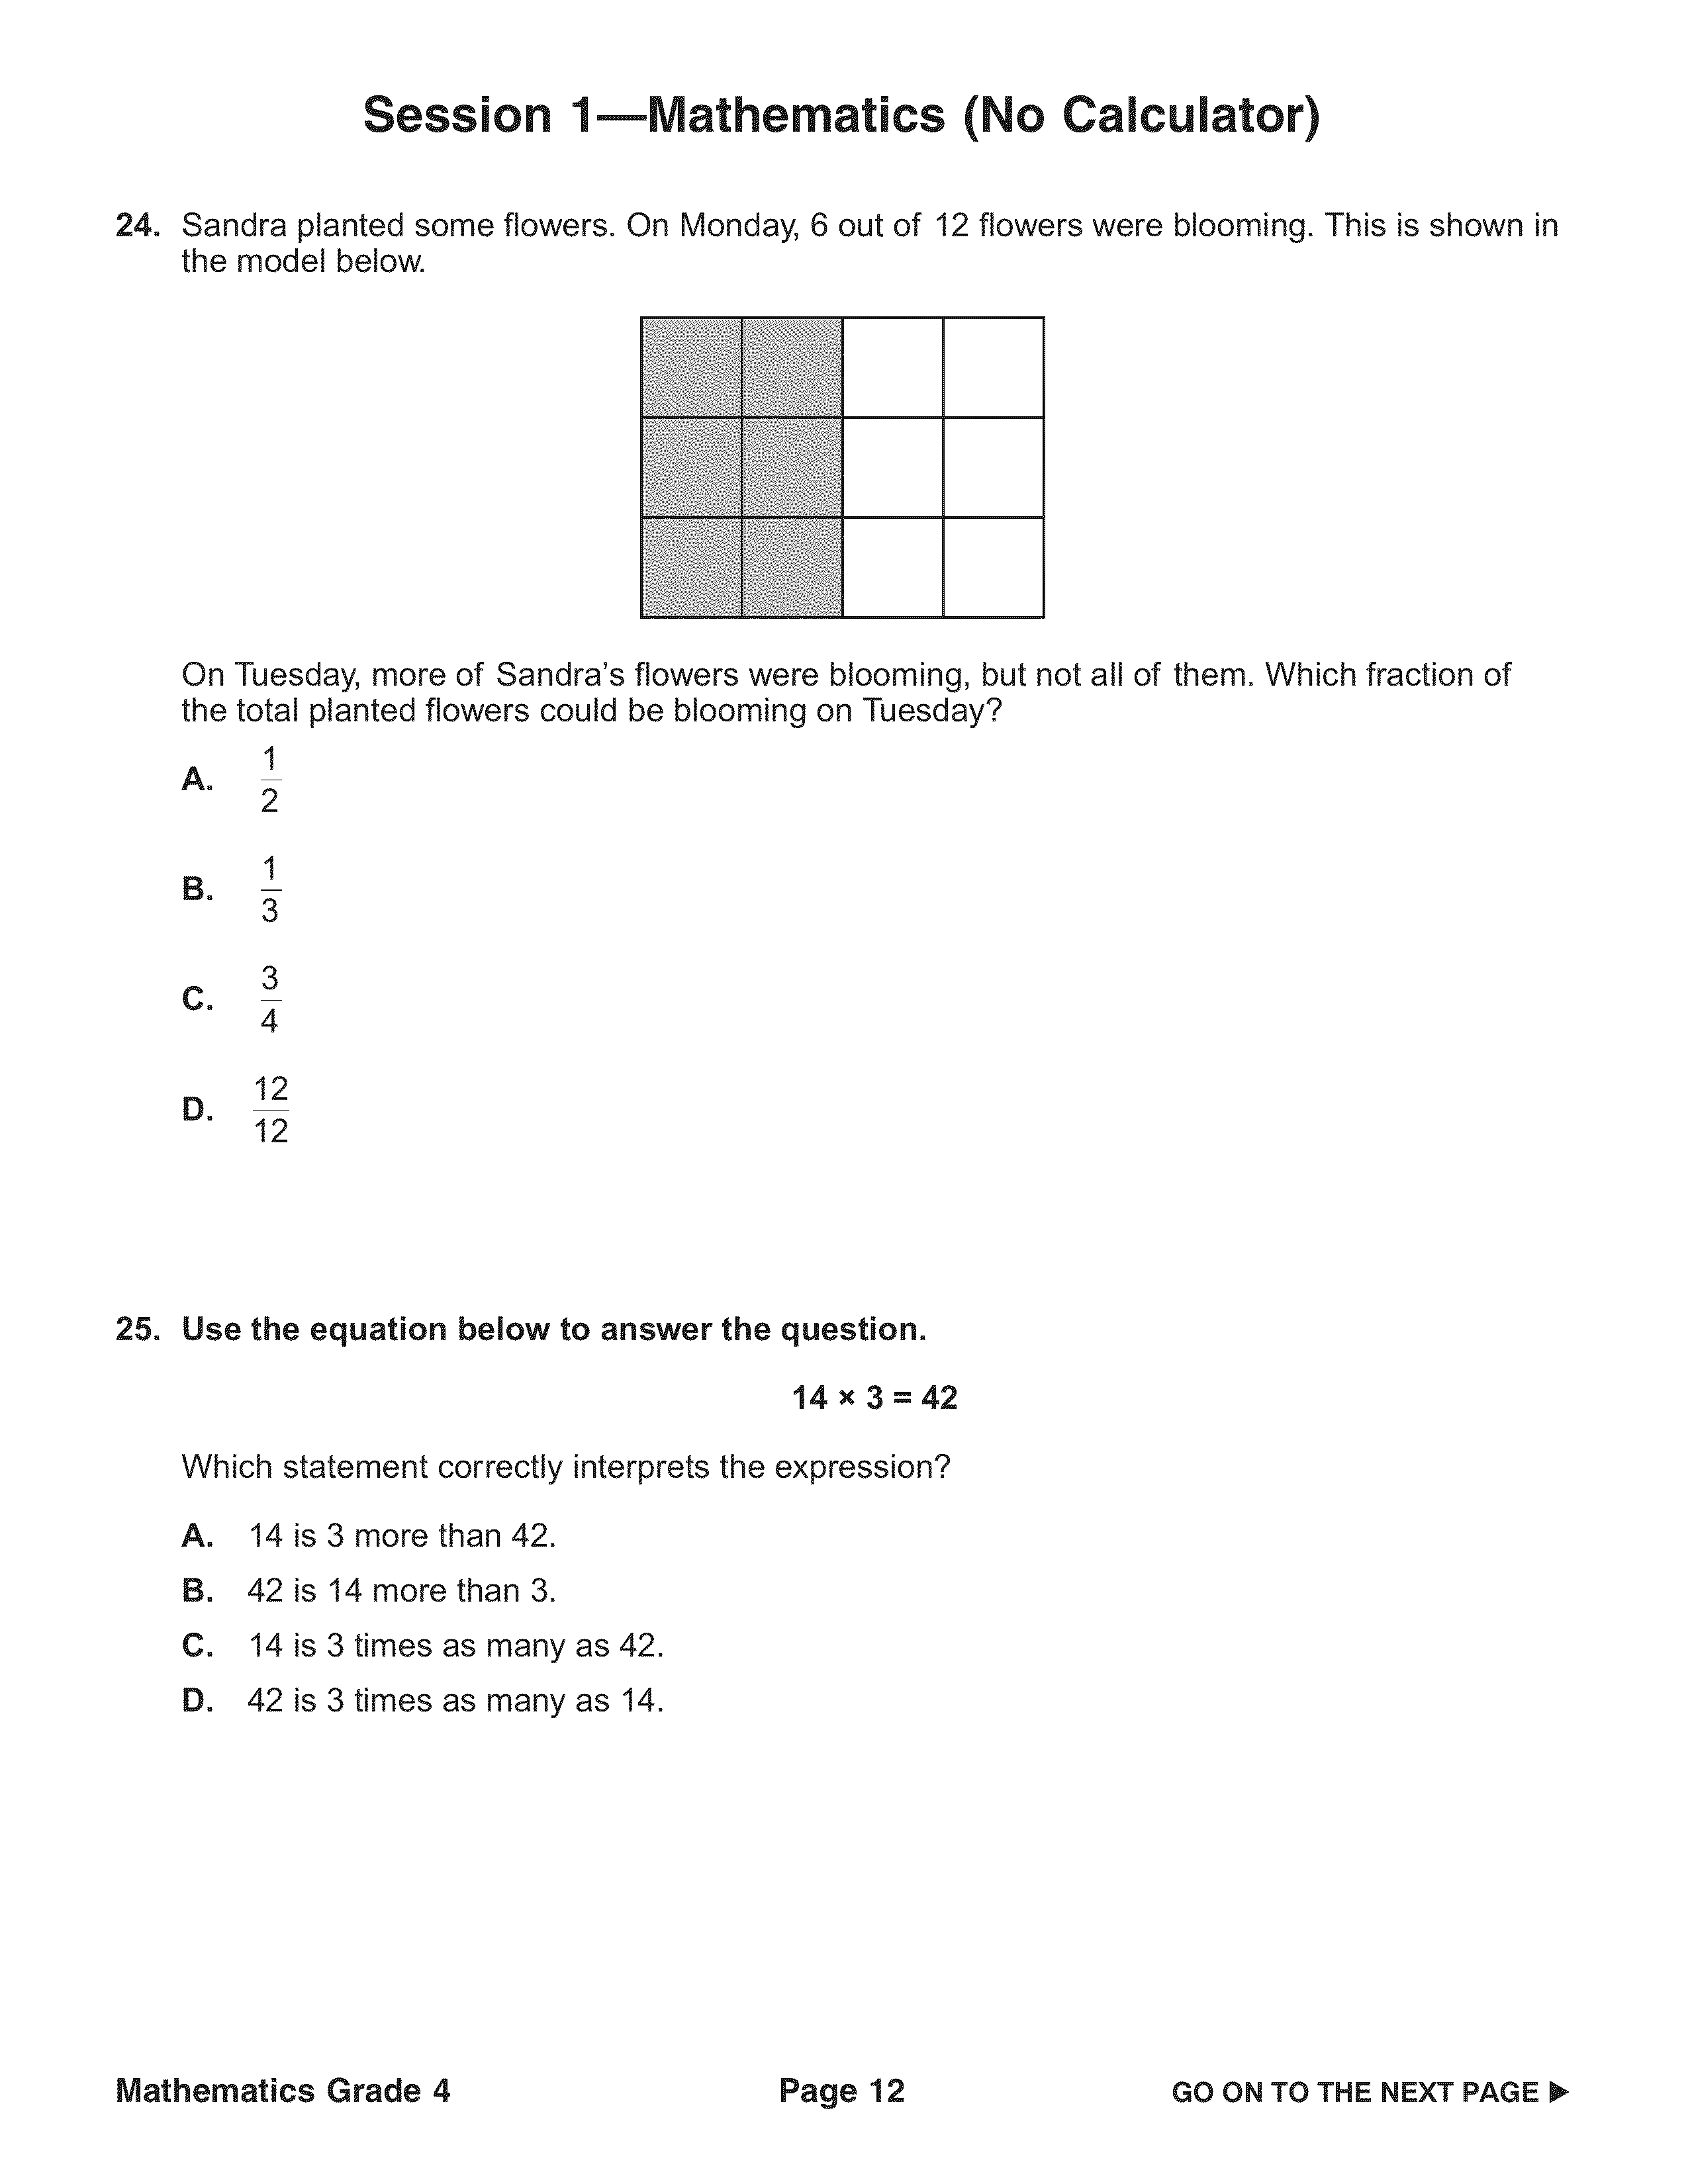 Session 1—Mathematics (No Calculator)
24. Sandra planted some flowers. On Monday, 6 out of 12 flowers were blooming. This is shown in
the model below.
On Tuesday, more of Sandra’s flowers were blooming, but not all of them. Which fraction of
the total planted flowers could be blooming on Tuesday?
A. 1/2
B. 1/3
C. 3/4
D. 12/12
25. Use the equation below to answer the question.
14 × 3 = 42
Which statement correctly interprets the expression?
A. 14 is 3 more than 42.
B. 42 is 14 more than 3.
C. 14 is 3 times as many as 42.
D. 42 is 3 times as many as 14.
Mathematics Grade 4 Page 12 GO ON TO THE NEXT PAGE ►